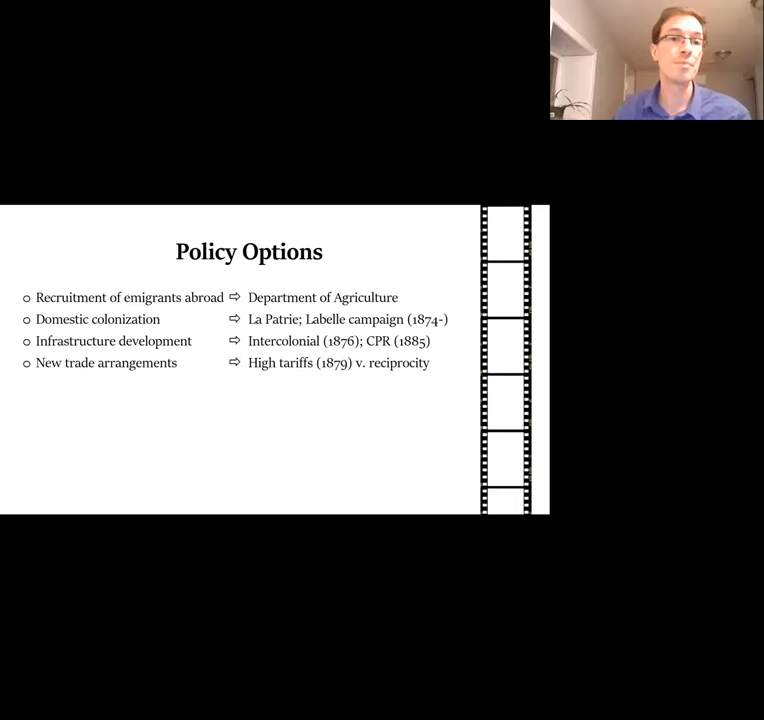 Policy Options
○ Recruitment of emigrants abroad ⇨ Department of Agriculture
○ Domestic colonization ⇨ La Patrie; Labelle campaign (1874-)
○ Infrastructure development ⇨ Intercolonial (1876); CPR (1885)
○ New trade arrangements ⇨ High tariffs (1879) v. reciprocity